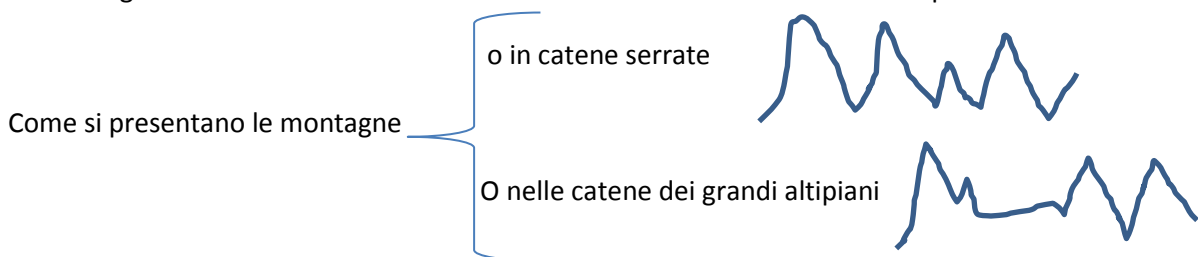 o in catene serrate
Come si presentano le montagne
O nelle catene dei grandi altipiani